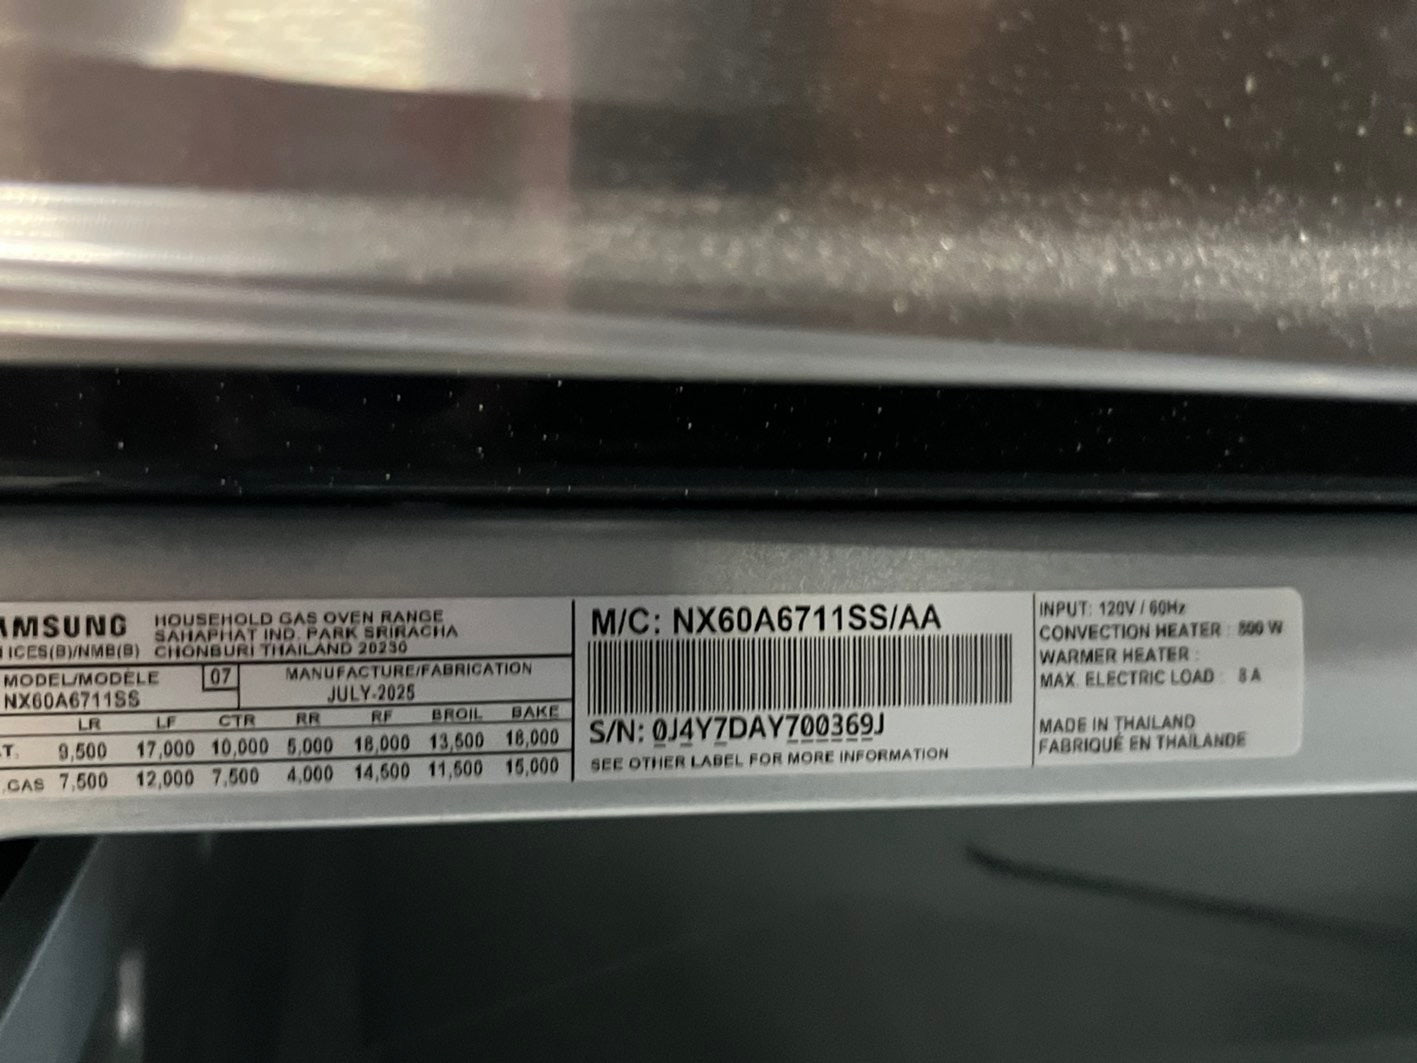 AMSUNG
HOUSEHOLD GAS OVEN RANGE
SAHAPHAT IND. PARK SRIRACHA
ICES(B)/NMB(B) CHONBURI THAILAND 20230
MODEL/MODÈLE 07
NX60A6711SS
MANUFACTURE/FABRICATION
JULY-2025
LR LF CTR RR RF BROIL BAKE
T. 9,500 17,000 10,000 5,000 18,000 13,500 18,000
.GAS 7,500 12,000 7,500 4,000 14,500 11,500 15,000
M/C: NX60A6711SS/AA
S/N: 0J4Y7DAY700369J
SEE OTHER LABEL FOR MORE INFORMATION
INPUT: 120V / 60Hz
CONVECTION HEATER : W
WARMER HEATER :
MAX. ELECTRIC LOAD : 8 A
MADE IN THAILAND
FABRIQUÉ EN THAÏLANDE